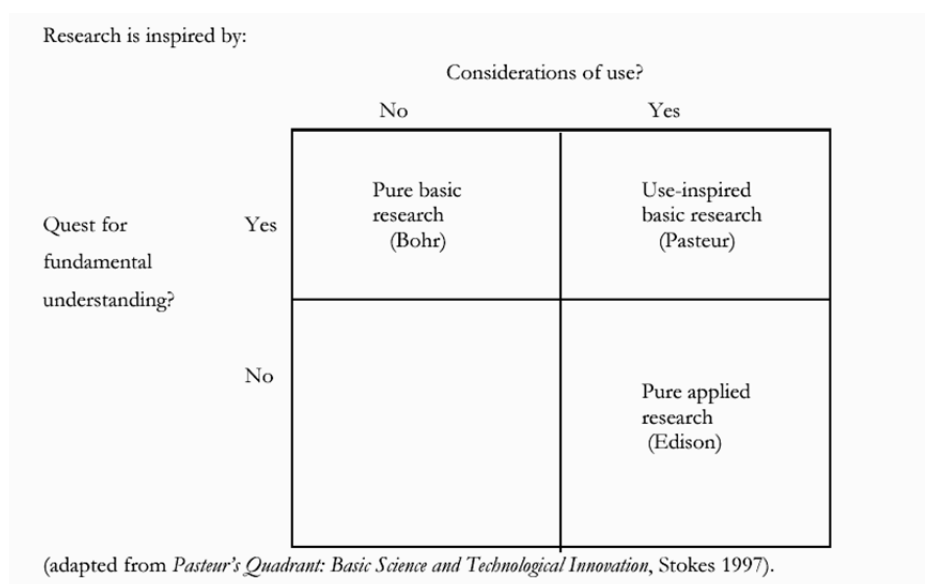 Research is inspired by:
Considerations of use?
No Yes
Pure basic
research
(Bohr)
Use-inspired
basic research
(Pasteur)
Quest for
fundamental
understanding?
Yes
No
Pure applied
research
(Edison)
(adapted from Pasteur's Quadrant: Basic Science and Technological Innovation, Stokes 1997).